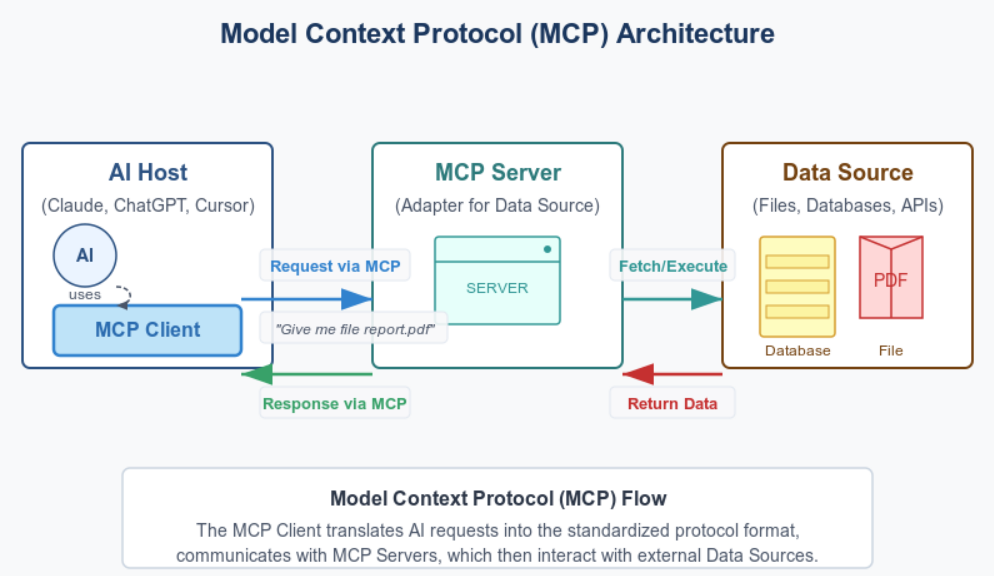 Model Context Protocol (MCP) Architecture
AI Host
(Claude, ChatGPT, Cursor)
AI
uses
MCP Client
Request via MCP
"Give me file report.pdf"
Response via MCP
MCP Server
(Adapter for Data Source)
SERVER
Fetch/Execute
Return Data
Data Source
(Files, Databases, APIs)
PDF
Database
File
Model Context Protocol (MCP) Flow
The MCP Client translates AI requests into the standardized protocol format,
communicates with MCP Servers, which then interact with external Data Sources.